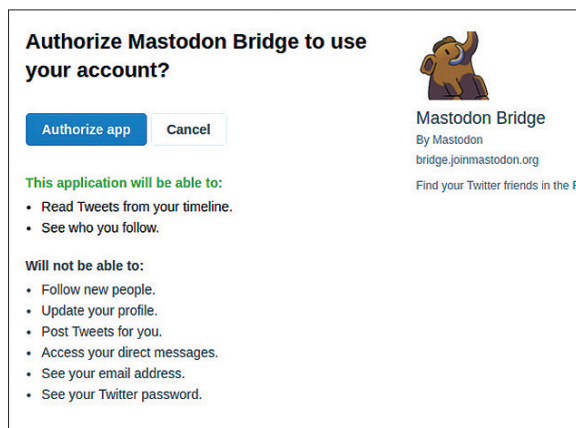 Authorize Mastodon Bridge to use
your account?
Authorize app
Cancel
This application will be able to:
• Read Tweets from your timeline.
• See who you follow.
Will not be able to:
• Follow new people.
• Update your profile.
• Post Tweets for you.
• Access your direct messages.
• See your email address.
• See your Twitter password.
Mastodon Bridge
By Mastodon
bridge.joinmastodon.org
Find your Twitter friends in the